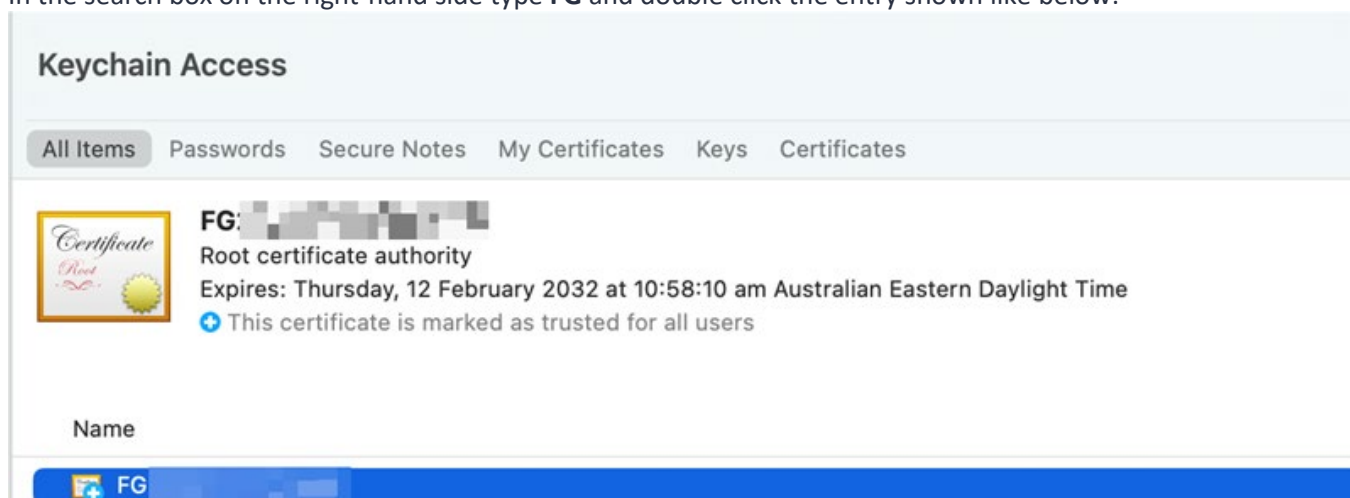 In the search box on the right-hand side type FG and double click the entry shown like below:
Keychain Access
All Items Passwords Secure Notes My Certificates Keys Certificates
Certificate
Root
FG
Root certificate authority
Expires: Thursday, 12 February 2032 at 10:58:10 am Australian Eastern Daylight Time
This certificate is marked as trusted for all users
Name
FG